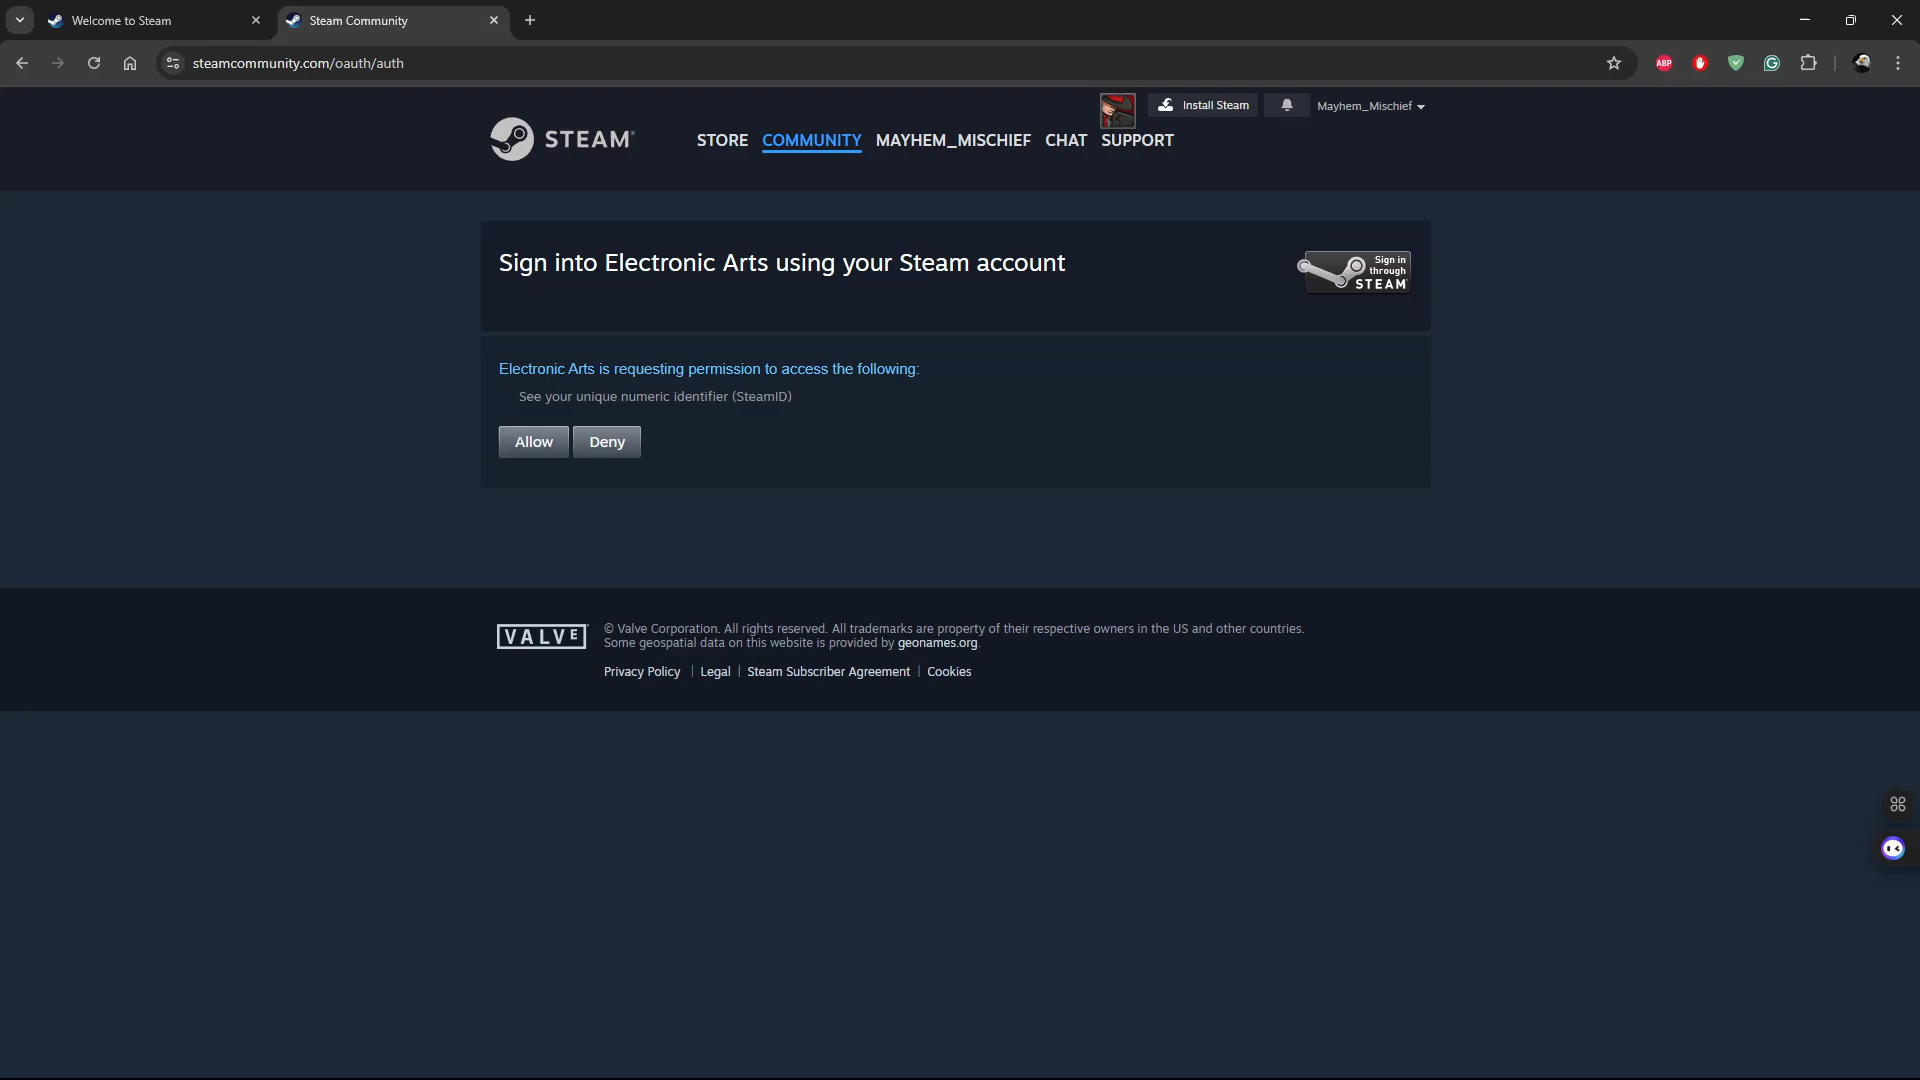 Welcome to Steam
Steam Community
steamcommunity.com/oauth/auth
ABP
Install Steam
Mayhem_Mischief
STEAM®
STORE
COMMUNITY
MAYHEM_MISCHIEF
CHAT
SUPPORT
Sign into Electronic Arts using your Steam account
Sign in
through
STEAM
Electronic Arts is requesting permission to access the following:
See your unique numeric identifier (SteamID)
Allow
Deny
VALVE
© Valve Corporation. All rights reserved. All trademarks are property of their respective owners in the US and other countries.
Some geospatial data on this website is provided by geonames.org.
Privacy Policy | Legal | Steam Subscriber Agreement | Cookies